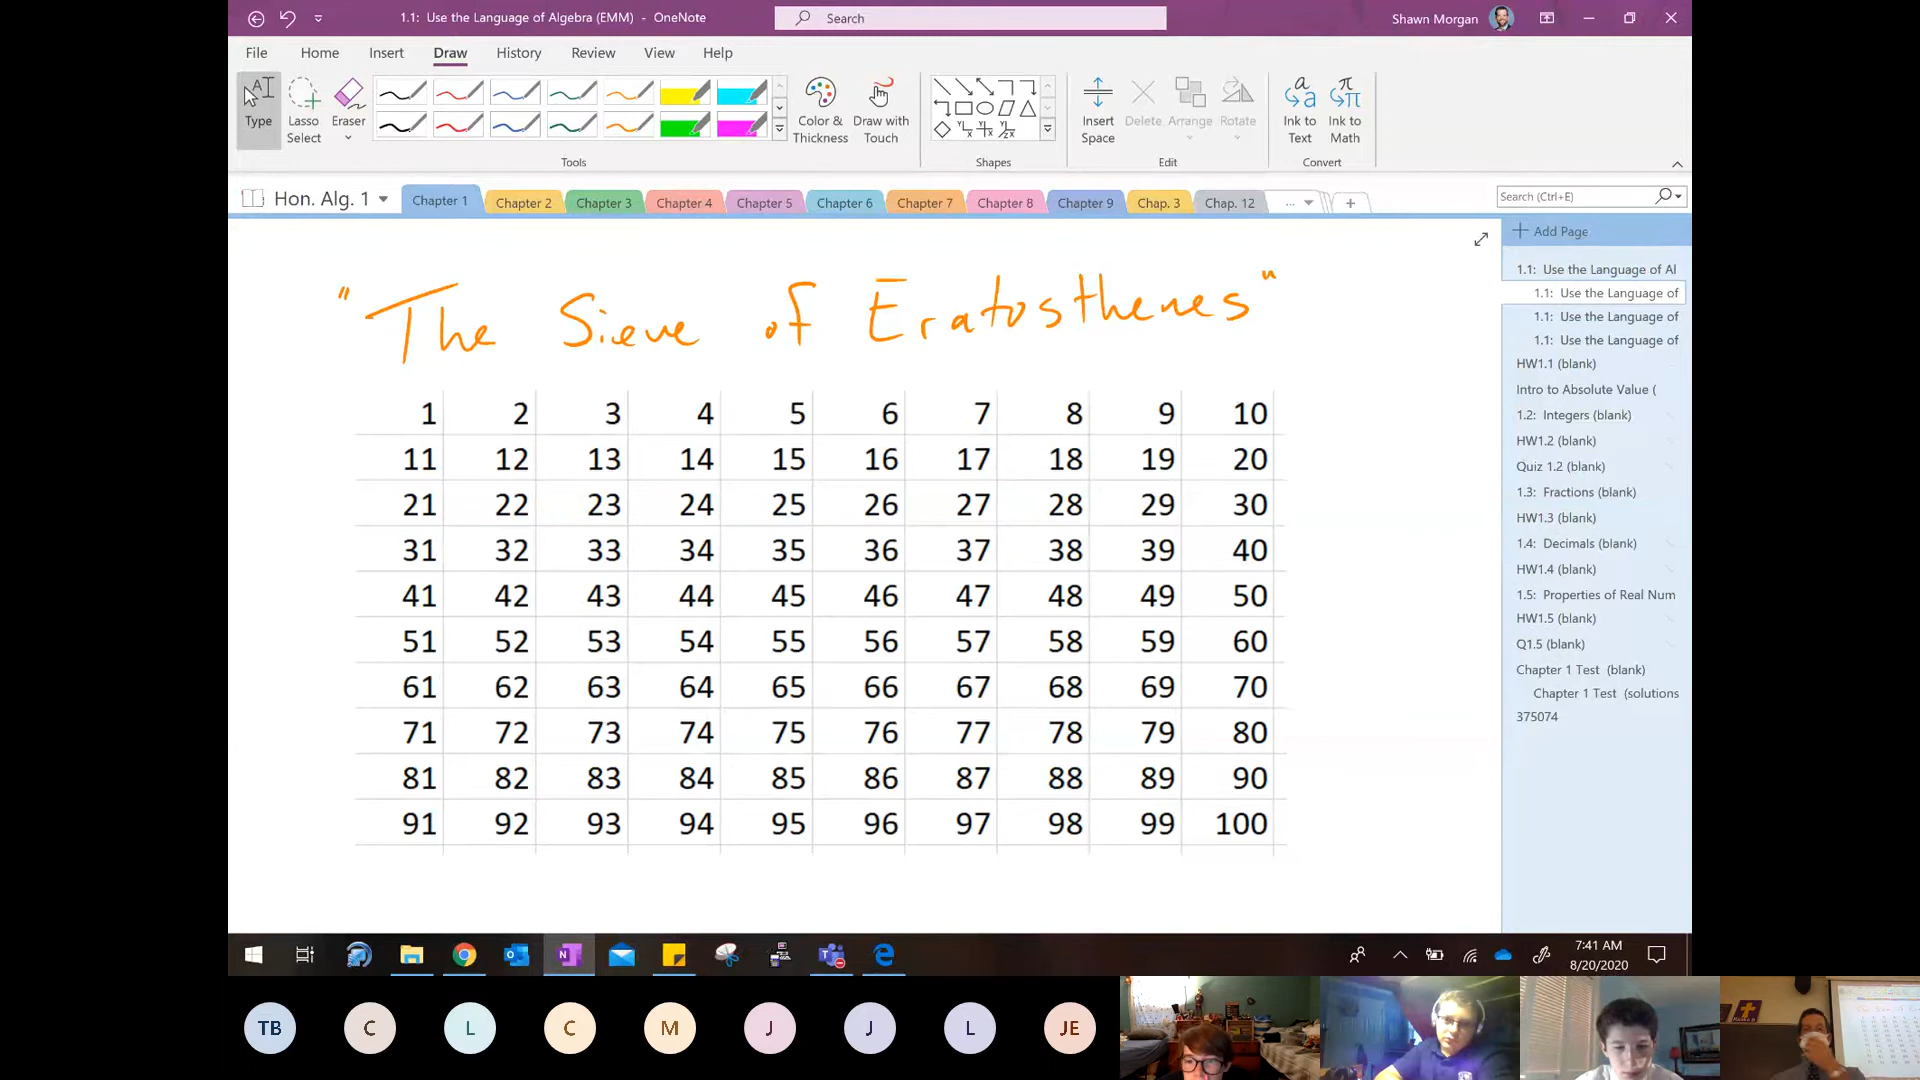 1.1: Use the Language of Algebra (EMM) - OneNote
Search
Shawn Morgan
File Home Insert Draw History Review View Help
Type
Lasso Select
Eraser
Color & Thickness
Draw with Touch
Insert Space
Delete
Arrange
Rotate
Ink to Text
Ink to Math
Tools Shapes Edit Convert
Hon. Alg. 1
Chapter 1 Chapter 2 Chapter 3 Chapter 4 Chapter 5 Chapter 6 Chapter 7 Chapter 8 Chapter 9 Chap. 3 Chap. 12 ...
Search (Ctrl+E)
"The Sieve of Eratosthenes"
1 2 3 4 5 6 7 8 9 10
11 12 13 14 15 16 17 18 19 20
21 22 23 24 25 26 27 28 29 30
31 32 33 34 35 36 37 38 39 40
41 42 43 44 45 46 47 48 49 50
51 52 53 54 55 56 57 58 59 60
61 62 63 64 65 66 67 68 69 70
71 72 73 74 75 76 77 78 79 80
81 82 83 84 85 86 87 88 89 90
91 92 93 94 95 96 97 98 99 100
Add Page
1.1: Use the Language of Al
1.1: Use the Language of
1.1: Use the Language of
1.1: Use the Language of
HW1.1 (blank)
Intro to Absolute Value (
1.2: Integers (blank)
HW1.2 (blank)
Quiz 1.2 (blank)
1.3: Fractions (blank)
HW1.3 (blank)
1.4: Decimals (blank)
HW1.4 (blank)
1.5: Properties of Real Num
HW1.5 (blank)
Q1.5 (blank)
Chapter 1 Test (blank)
Chapter 1 Test (solutions
375074
7:41 AM
8/20/2020
TB C L C M J J L JE